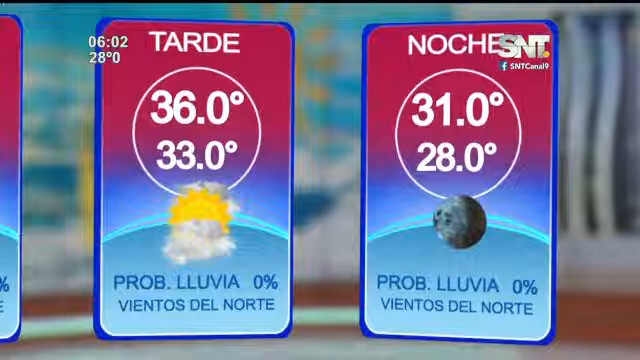 06:02
28°0
TARDE
36.0°
33.0°
PROB. LLUVIA 0%
VIENTOS DEL NORTE
NOCHE
31.0°
28.0°
PROB. LLUVIA 0%
VIENTOS DEL NORTE
SNT.
SNTCanal9
%
E